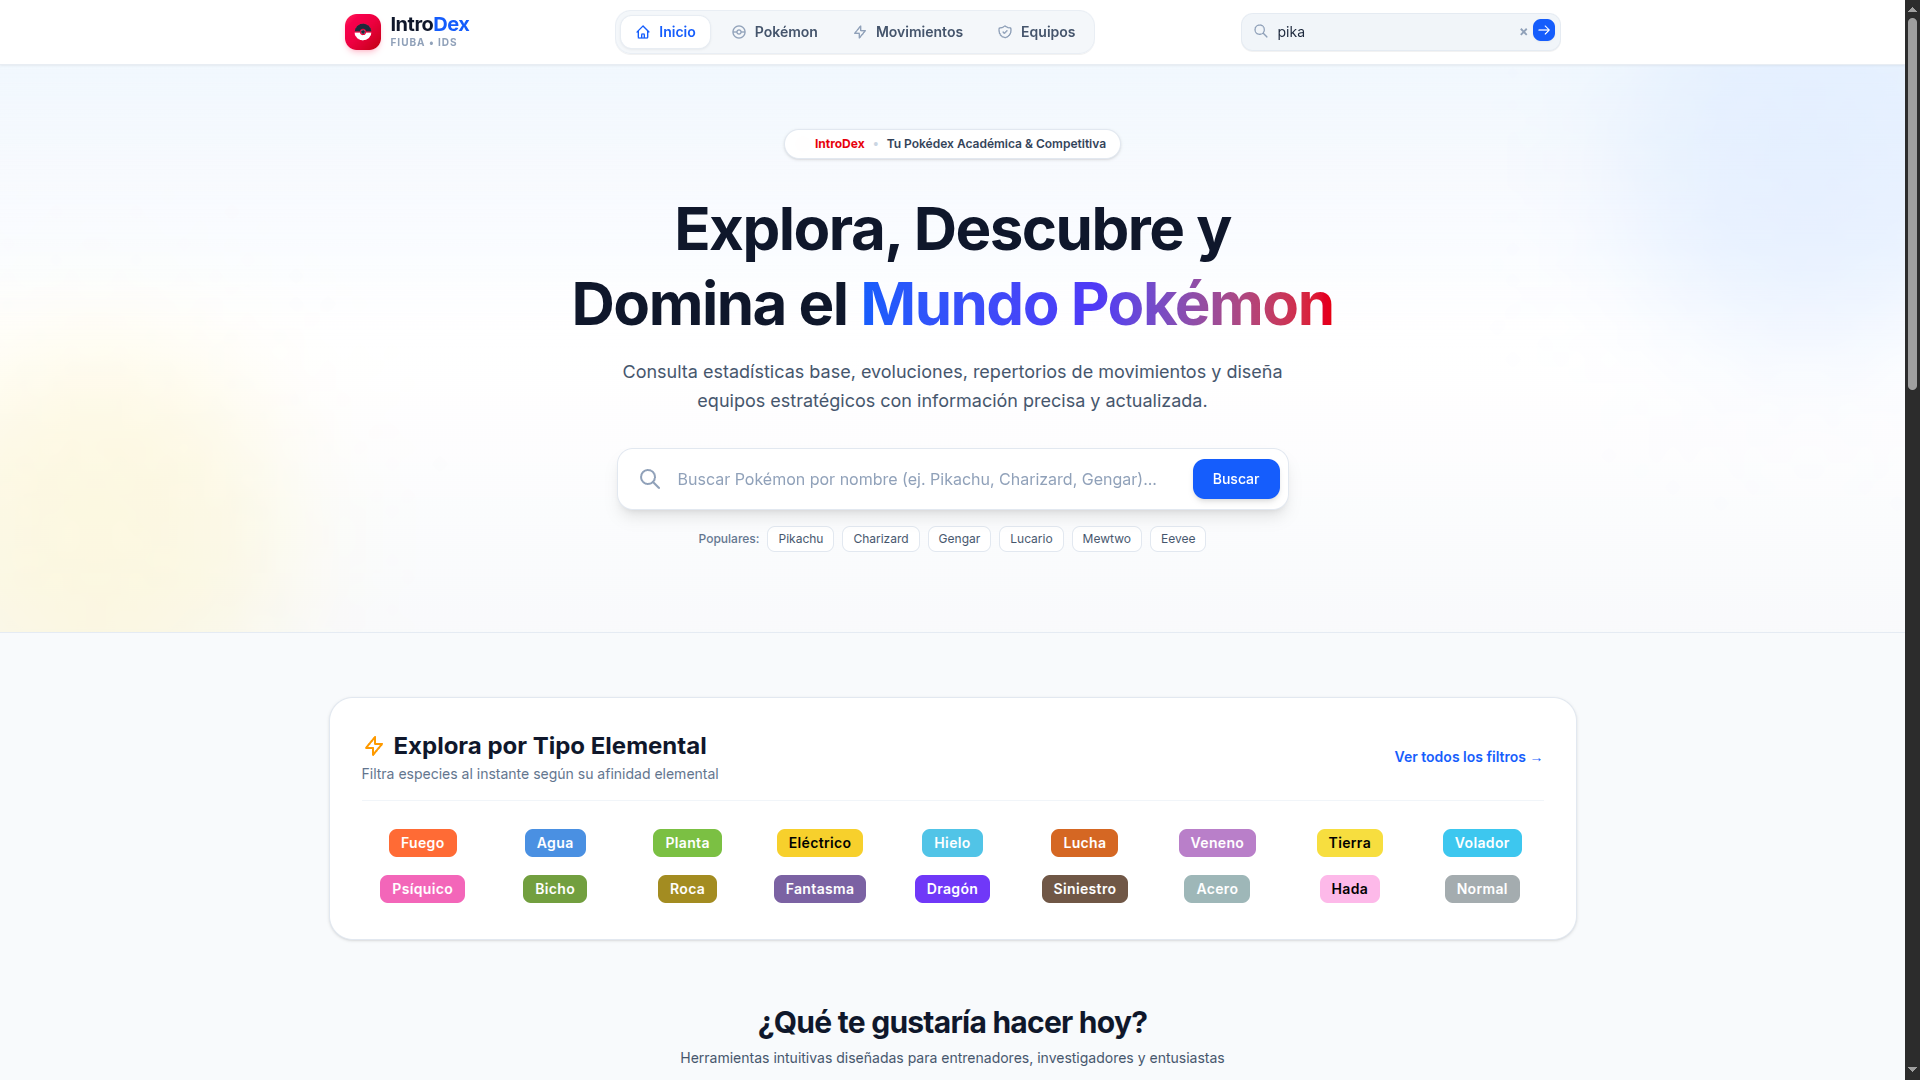 IntroDex
FIUBA • IDS
Inicio
Pokémon
Movimientos
Equipos
pika
×
IntroDex • Tu Pokédex Académica & Competitiva
Explora, Descubre y
Domina el Mundo Pokémon
Consulta estadísticas base, evoluciones, repertorios de movimientos y diseña
equipos estratégicos con información precisa y actualizada.
Buscar Pokémon por nombre (ej. Pikachu, Charizard, Gengar)...
Buscar
Populares: Pikachu Charizard Gengar Lucario Mewtwo Eevee
Explora por Tipo Elemental
Filtra especies al instante según su afinidad elemental
Ver todos los filtros →
Fuego Agua Planta Eléctrico Hielo Lucha Veneno Tierra Volador
Psíquico Bicho Roca Fantasma Dragón Siniestro Acero Hada Normal
¿Qué te gustaría hacer hoy?
Herramientas intuitivas diseñadas para entrenadores, investigadores y entusiastas